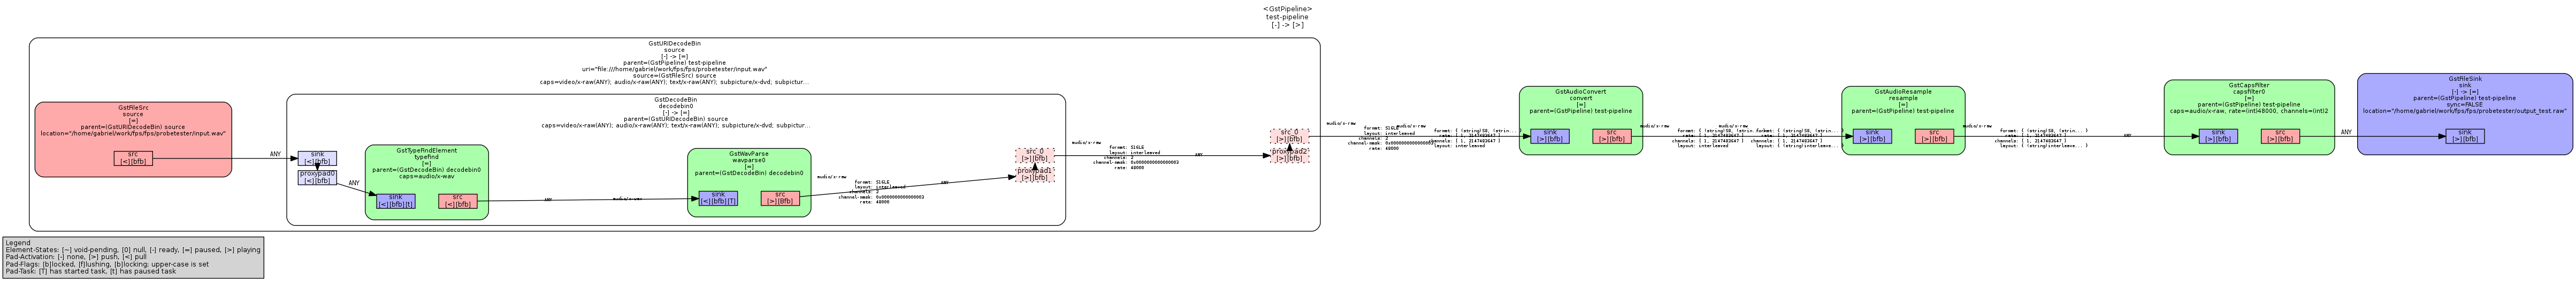 <GstPipeline>
test-pipeline
[-] -> [>]
GstURIDecodeBin
source
[-] -> [=]
parent=(GstPipeline) test-pipeline
uri="file:///home/gabriel/work/fps/fps/probetester/input.wav"
source=(GstFileSrc) source
caps=video/x-raw(ANY); audio/x-raw(ANY); text/x-raw(ANY); subpicture/x-dvd; subpictur...
GstFileSrc
source
[=]
parent=(GstURIDecodeBin) source
location="/home/gabriel/work/fps/fps/probetester/input.wav"
src
[<][bfb]
ANY
GstDecodeBin
decodebin0
[-] -> [=]
parent=(GstURIDecodeBin) source
caps=video/x-raw(ANY); audio/x-raw(ANY); text/x-raw(ANY); subpicture/x-dvd; subpictur...
sink
[<][bfb]
proxypad0
[<][bfb]
ANY
GstTypeFindElement
typefind
[=]
parent=(GstDecodeBin) decodebin0
caps=audio/x-wav
sink
[<][bfb][t]
src
[<][bfb]
ANY
audio/x-wav
GstWavParse
wavparse0
[=]
parent=(GstDecodeBin) decodebin0
sink
[<][bfb][T]
src
[>][Bfb]
audio/x-raw
format: S16LE
layout: interleaved
channels: 2
channel-mask: 0x0000000000000003
rate: 48000
ANY
src_0
[>][bfb]
proxypad1
[>][bfb]
audio/x-raw
format: S16LE
layout: interleaved
channels: 2
channel-mask: 0x0000000000000003
rate: 48000
ANY
src_0
[>][bfb]
proxypad2
[>][bfb]
audio/x-raw
format: S16LE
layout: interleaved
channels: 2
channel-mask:
rate: 48000
audio/x-raw
format: { (string)S8, (strin... }
rate: [ 1, 2147483647 ]
channels: [ 1, 2147483647 ]
layout: interleaved
GstAudioConvert
convert
[=]
parent=(GstPipeline) test-pipeline
sink
[>][bfb]
src
[>][bfb]
audio/x-raw
format: { (string)S8, (strin...
rate: [ 1, 2147483647 ]
channels: [ 1, 2147483647 ]
layout: interleaved
audio/x-raw
format: { (string)S8, (strin... }
rate: [ 1, 2147483647 ]
channels: [ 1, 2147483647 ]
layout: { (string)interleave... }
GstAudioResample
resample
[=]
parent=(GstPipeline) test-pipeline
sink
[>][bfb]
src
[>][bfb]
audio/x-raw
format: { (string)S8, (strin... }
rate: [ 1, 2147483647 ]
channels: [ 1, 2147483647 ]
layout: { (string)interleave... }
ANY
GstCapsFilter
capsfilter0
[=]
parent=(GstPipeline) test-pipeline
caps=audio/x-raw, rate=(int)48000, channels=(int)2
sink
[>][bfb]
src
[>][bfb]
ANY
GstFileSink
sink
[-] -> [=]
parent=(GstPipeline) test-pipeline
sync=FALSE
location="/home/gabriel/work/fps/fps/probetester/output_test.raw"
sink
[>][bfb]
Legend
Element-States: [~] void-pending, [0] null, [-] ready, [=] paused, [>] playing
Pad-Activation: [-] none, [>] push, [<] pull
Pad-Flags: [b]locked, [f]lushing, [b]locking; upper-case is set
Pad-Task: [T] has started task, [t] has paused task